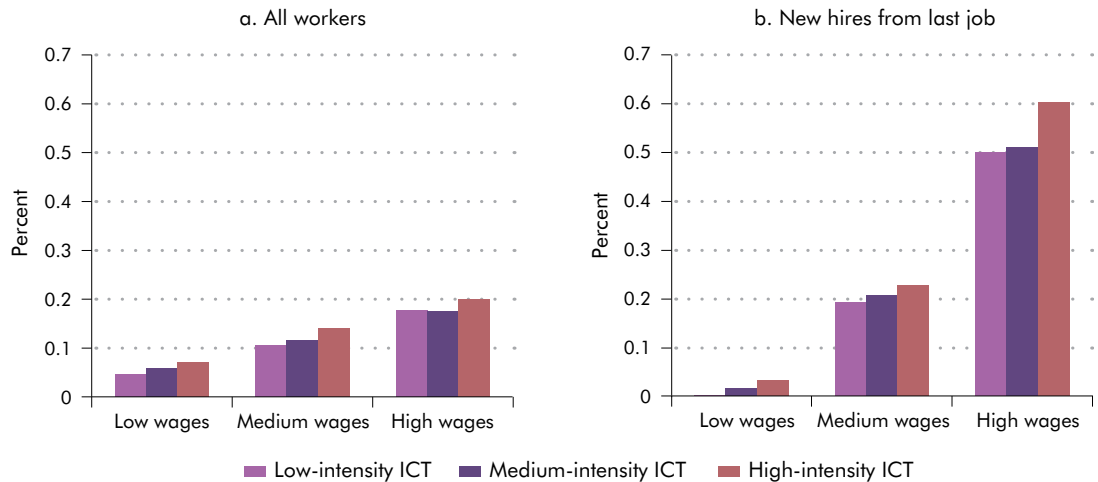 a. All workers
0.7
0.6
0.5
0.4
0.3
0.2
0.1
0
Percent
Low wages Medium wages High wages
b. New hires from last job
0.7
0.6
0.5
0.4
0.3
0.2
0.1
0
Percent
Low wages Medium wages High wages
Low-intensity ICT Medium-intensity ICT High-intensity ICT